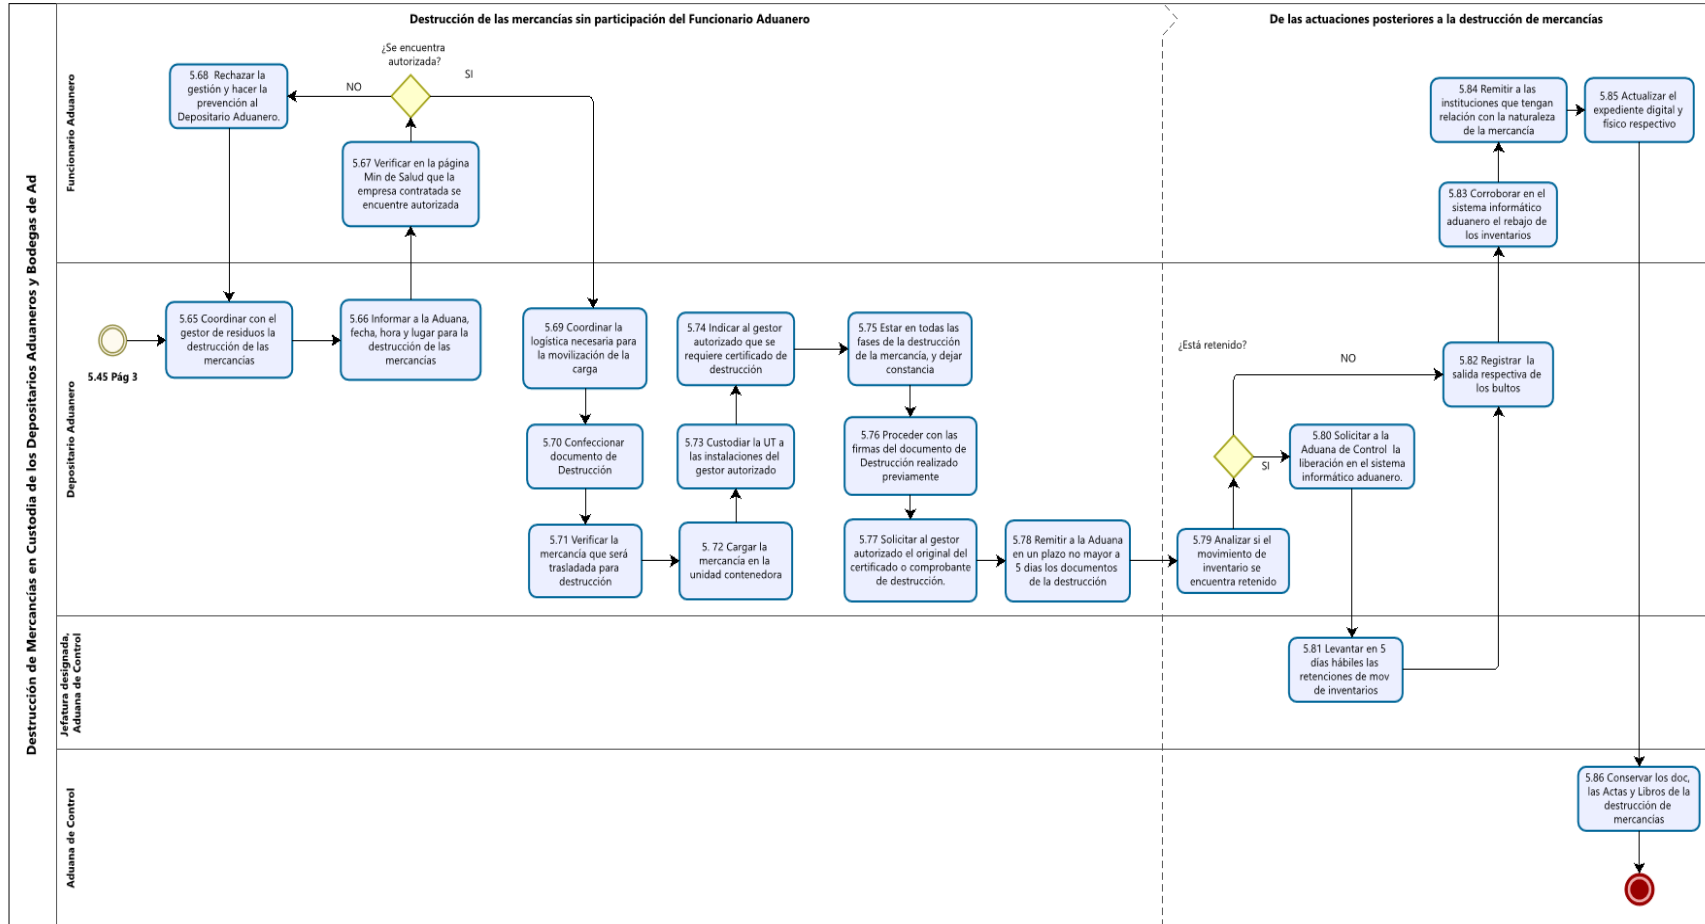 Destrucción de las mercancías sin participación del Funcionario Aduanero
De las actuaciones posteriores a la destrucción de mercancías
Destrucción de Mercancías en Custodia de los Depositarios Aduaneros y Bodegas de Ad
Funcionario Aduanero
¿Se encuentra
autorizada?
SI
NO
5.68 Rechazar la
gestión y hacer la
prevención al
Depositario Aduanero.
5.67 Verificar en la página
Min de Salud que la
empresa contratada se
encuentre autorizada
5.84 Remitir a las
instituciones que tengan
relación con la naturaleza
de la mercancía
5.85 Actualizar el
expediente digital y
físico respectivo
5.83 Corroborar en el
sistema informático
aduanero el rebajo de
los inventarios
Depositario Aduanero
5.45 Pág 3
5.65 Coordinar con el
gestor de residuos la
destrucción de las
mercancías
5.66 Informar a la Aduana,
fecha, hora y lugar para la
destrucción de las
mercancías
5.69 Coordinar la
logística necesaria para
la movilización de la
carga
5.70 Confeccionar
documento de
Destrucción
5.71 Verificar la
mercancía que será
trasladada para
destrucción
5. 72 Cargar la
mercancía en la
unidad contenedora
5.73 Custodiar la UT a
las instalaciones del
gestor autorizado
5.74 Indicar al gestor
autorizado que se
requiere certificado de
destrucción
5.75 Estar en todas las
fases de la destrucción
de la mercancía, y dejar
constancia
5.76 Proceder con las
firmas del documento de
Destrucción realizado
previamente
5.77 Solicitar al gestor
autorizado el original del
certificado o comprobante
de destrucción.
5.78 Remitir a la Aduana
en un plazo no mayor a
5 dias los documentos
de la destrucción
5.79 Analizar si el
movimiento de
inventario se
encuentra retenido
¿Está retenido?
NO
SI
5.80 Solicitar a la
Aduana de Control la
liberación en el sistema
informático aduanero.
5.82 Registrar la
salida respectiva de
los bultos
Jefatura designada,
Aduana de Control
5.81 Levantar en 5
días hábiles las
retenciones de mov
de inventarios
Aduana de Control
5.86 Conservar los doc,
las Actas y Libros de la
destrucción de
mercancías